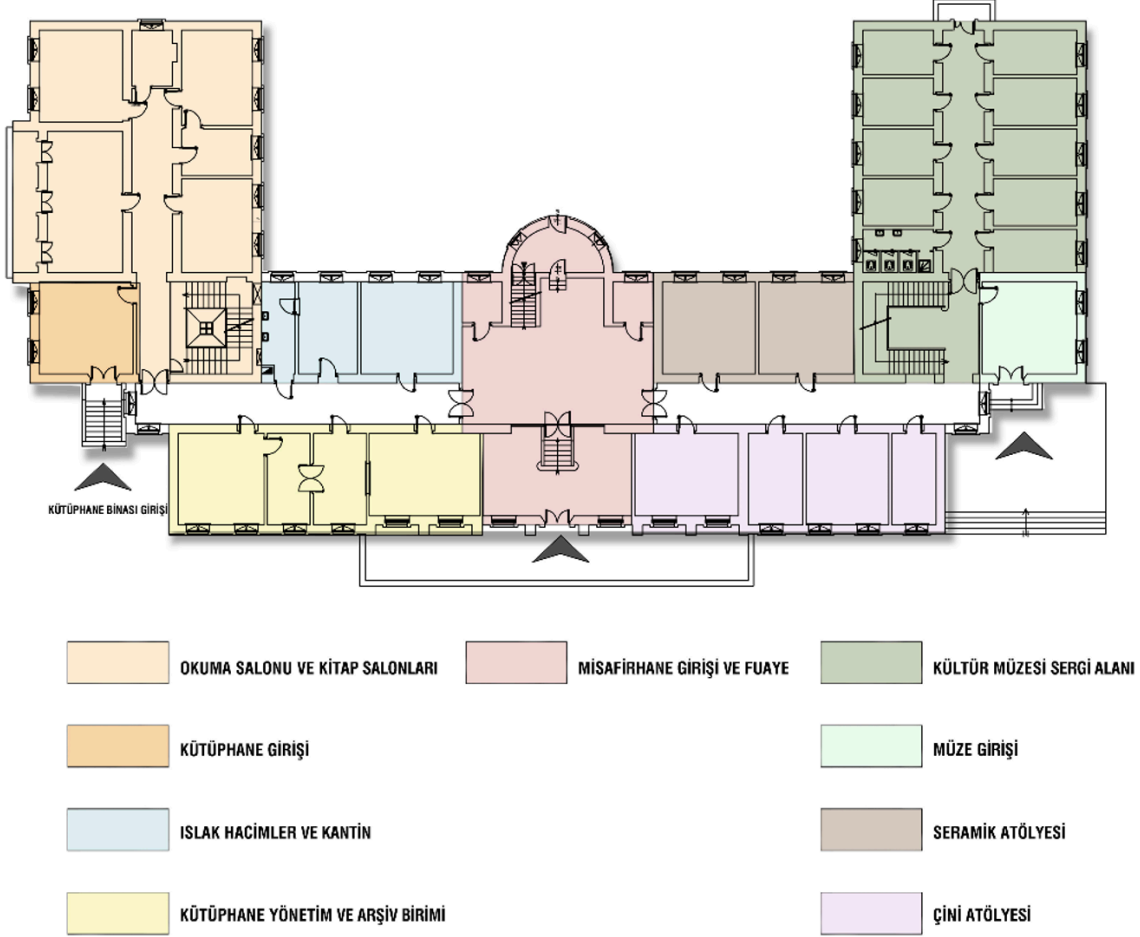 KÜTÜPHANE BİNASI GİRİŞİ
OKUMA SALONU VE KİTAP SALONLARI
MİSAFİRHANE GİRİŞİ VE FUAYE
KÜLTÜR MÜZESİ SERGİ ALANI
KÜTÜPHANE GİRİŞİ
MÜZE GİRİŞİ
ISLAK HACİMLER VE KANTİN
SERAMİK ATÖLYESİ
KÜTÜPHANE YÖNETİM VE ARŞİV BİRİMİ
ÇİNİ ATÖLYESİ